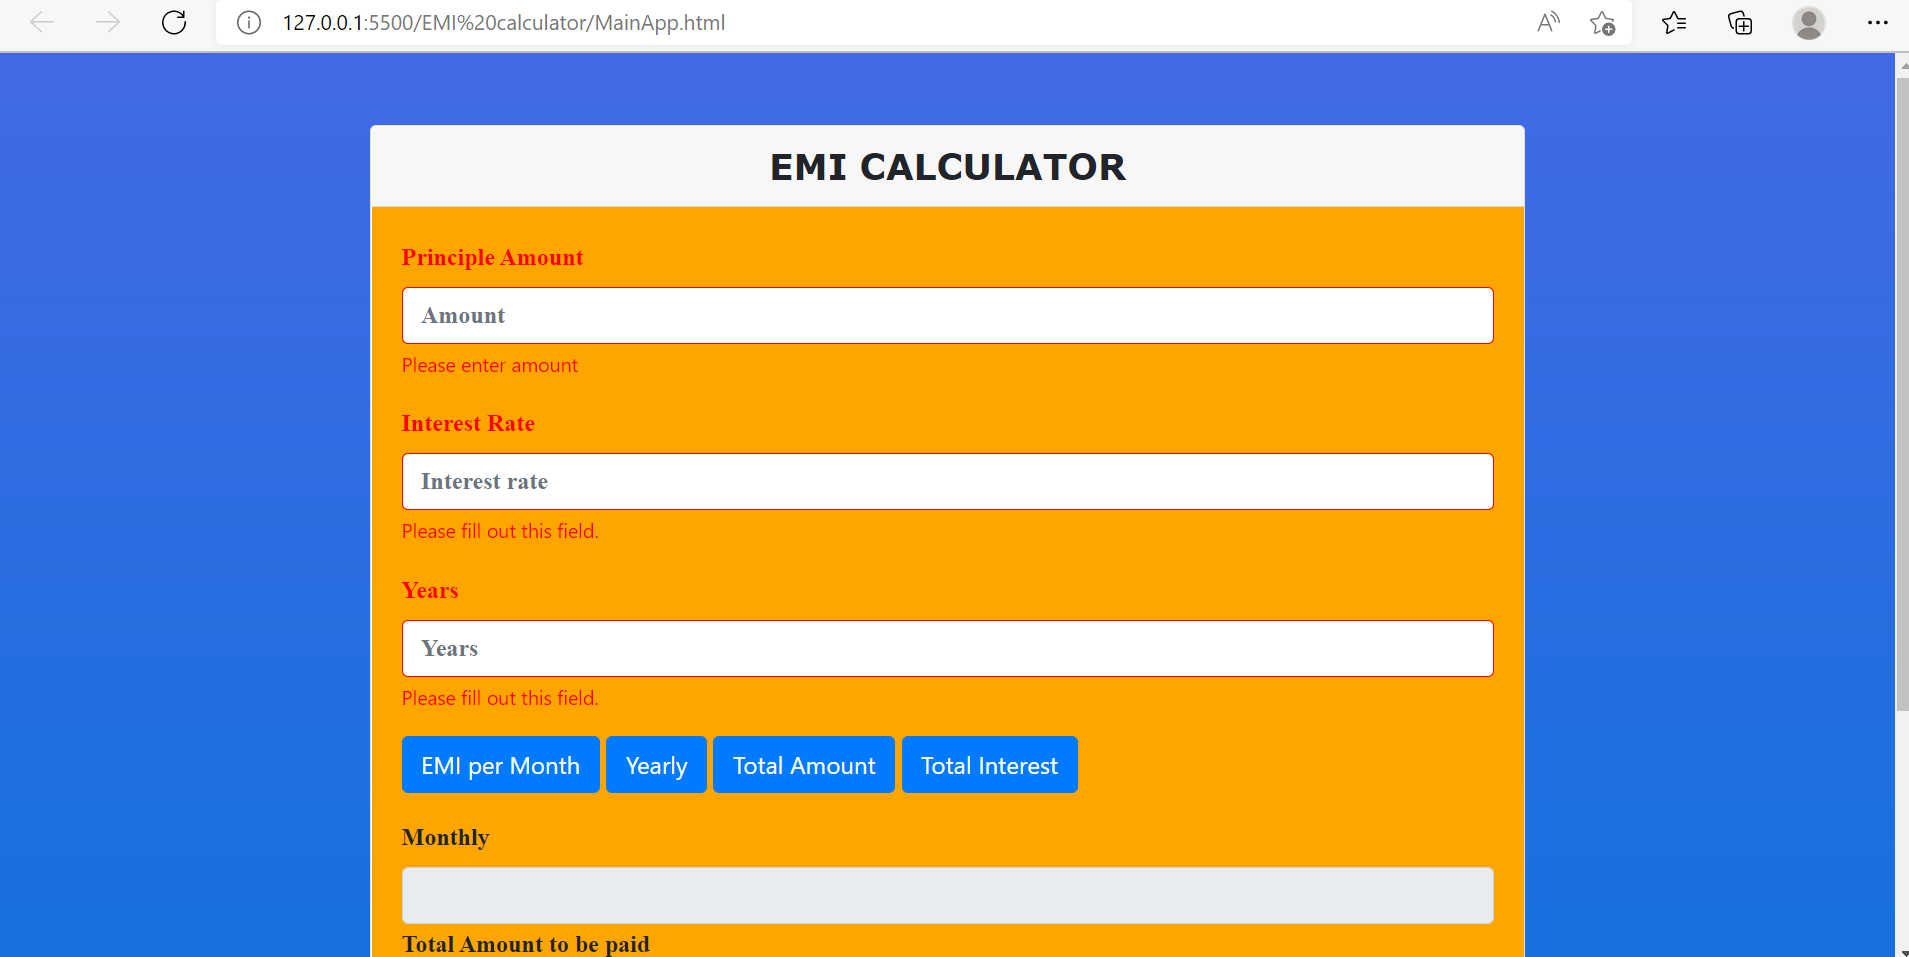 127.0.0.1:5500/EMI%20calculator/MainApp.html
EMI CALCULATOR
Principle Amount
Amount
Please enter amount
Interest Rate
Interest rate
Please fill out this field.
Years
Years
Please fill out this field.
EMI per Month Yearly Total Amount Total Interest
Monthly
Total Amount to be paid